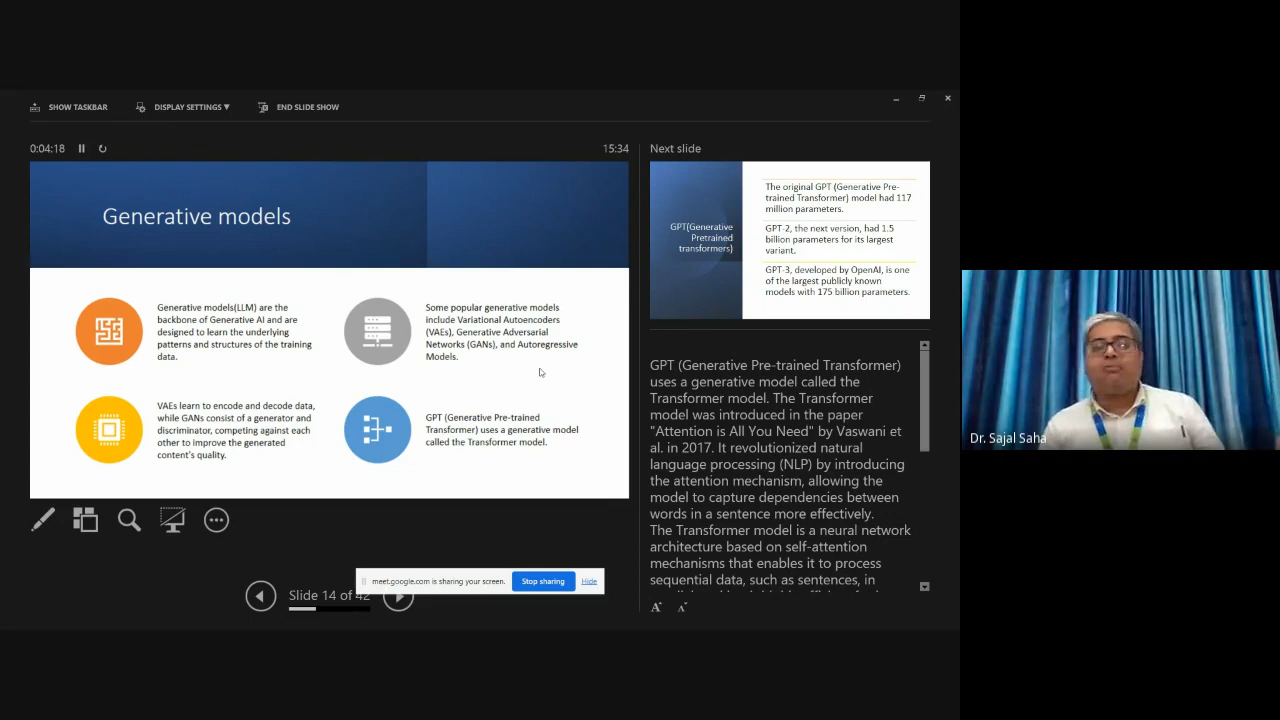 SHOW TASKBAR
DISPLAY SETTINGS ▼
END SLIDE SHOW
0:04:18
15:34
Generative models
Generative models(LLM) are the
backbone of Generative AI and are
designed to learn the underlying
patterns and structures of the training
data.
Some popular generative models
include Variational Autoencoders
(VAEs), Generative Adversarial
Networks (GANs), and Autoregressive
Models.
VAEs learn to encode and decode data,
while GANs consist of a generator and
discriminator, competing against each
other to improve the generated
content's quality.
GPT (Generative Pre-trained
Transformer) uses a generative model
called the Transformer model.
meet.google.com is sharing your screen.
Stop sharing
Hide
Slide 14 of 42
Next slide
GPT(Generative
Pretrained
transformers)
The original GPT (Generative Pre-
trained Transformer) model had 117
million parameters.
GPT-2, the next version, had 1.5
billion parameters for its largest
variant.
GPT-3, developed by OpenAI, is one
of the largest publicly known
models with 175 billion parameters.
GPT (Generative Pre-trained Transformer)
uses a generative model called the
Transformer model. The Transformer
model was introduced in the paper
"Attention is All You Need" by Vaswani et
al. in 2017. It revolutionized natural
language processing (NLP) by introducing
the attention mechanism, allowing the
model to capture dependencies between
words in a sentence more effectively.
The Transformer model is a neural network
architecture based on self-attention
mechanisms that enables it to process
sequential data, such as sentences, in
A A
Dr. Sajal Saha